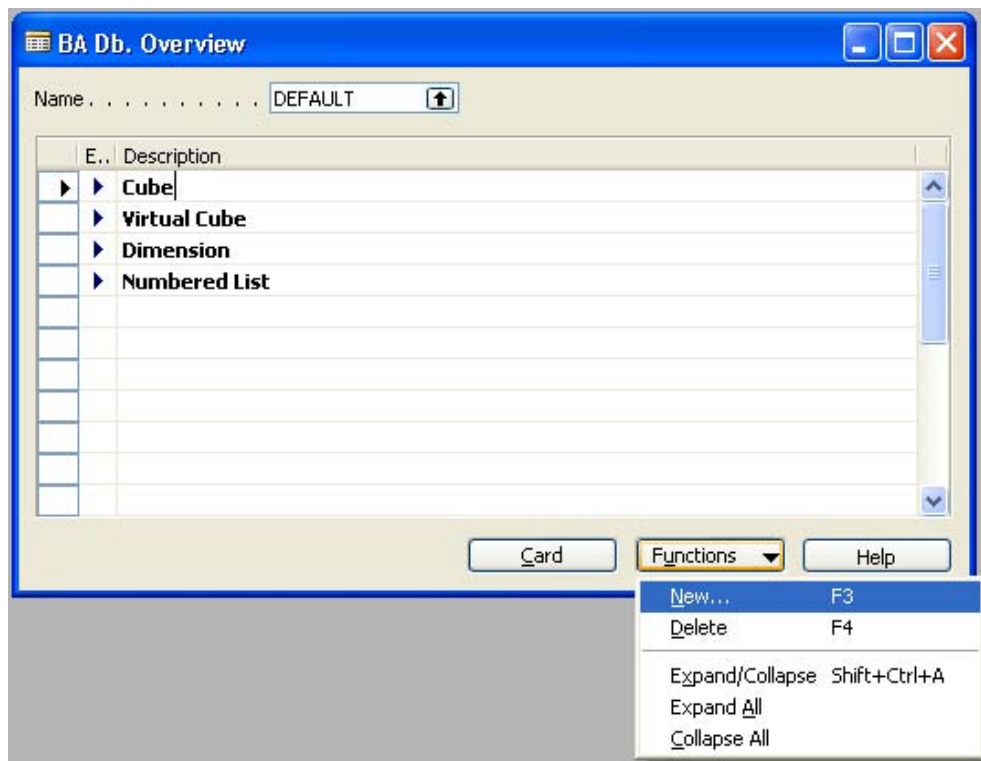 BA Db. Overview
Name . . . . . . . . . . DEFAULT
E.. Description
Cube
Virtual Cube
Dimension
Numbered List
Card Functions Help
New... F3
Delete F4
Expand/Collapse Shift+Ctrl+A
Expand All
Collapse All